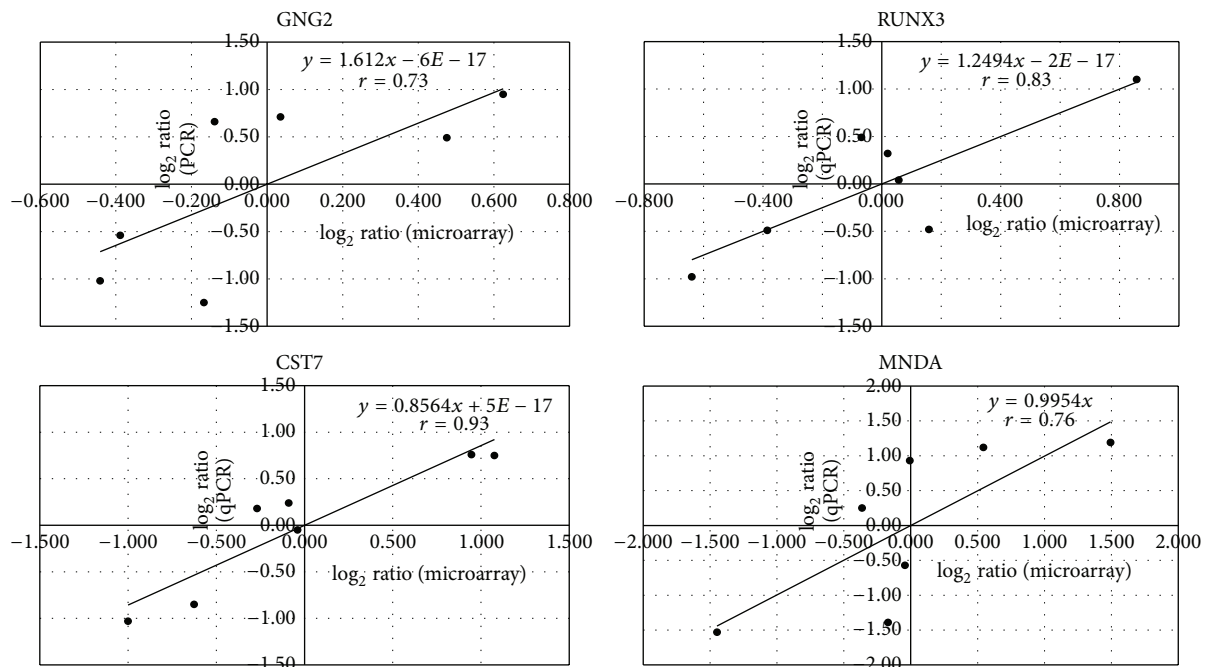 GNG2
1.50
y = 1.612x − 6E − 17
r = 0.73
1.00
0.50
log2 ratio
(PCR)
0.00
−0.600 −0.400 −0.200 0.000 0.200 0.400 0.600 0.800
log2 ratio (microarray)
−0.50
−1.00
−1.50
RUNX3
1.50
y = 1.2494x − 2E − 17
r = 0.83
1.00
0.50
log2 ratio
(qPCR)
0.00
−0.800 −0.400 0.000 0.400 0.800
log2 ratio (microarray)
−0.50
−1.00
−1.50
CST7
1.50
y = 0.8564x + 5E − 17
r = 0.93
1.00
0.50
log2 ratio
(qPCR)
0.00
−1.500 −1.000 −0.500 0.000 0.500 1.000 1.500
log2 ratio (microarray)
−0.50
−1.00
−1.50
MNDA
2.00
y = 0.9954x
r = 0.76
1.50
1.00
0.50
log2 ratio
(qPCR)
0.00
−2.000 −1.500 −1.000 −0.500 0.000 0.500 1.000 1.500 2.000
log2 ratio (microarray)
−0.50
−1.00
−1.50
−2.00